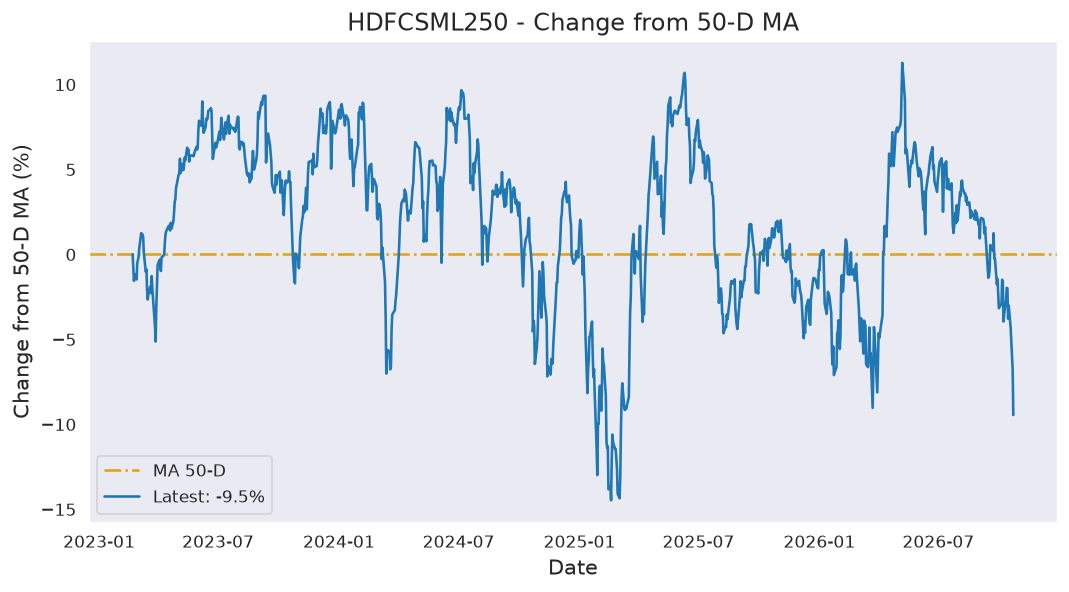 HDFCSML250 - Change from 50-D MA
Change from 50-D MA (%)
10
5
0
−5
−10
−15
MA 50-D
Latest: -9.5%
2023-01 2023-07 2024-01 2024-07 2025-01 2025-07 2026-01 2026-07
Date